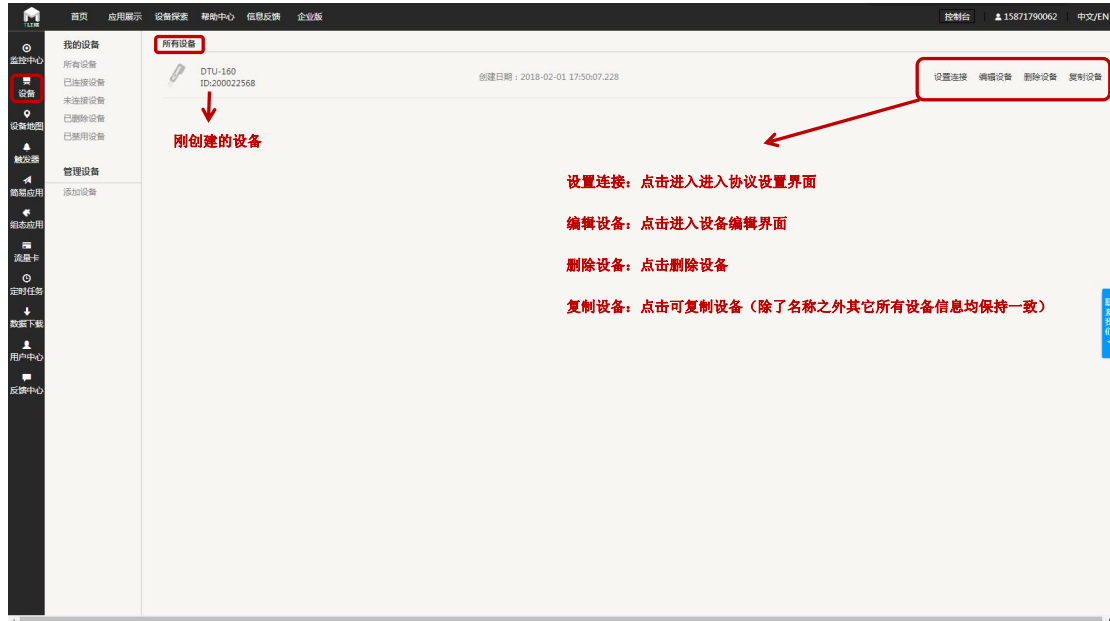 TLINK
首页 应用展示 设备探索 帮助中心 信息反馈 企业版
控制台 15871790062 中文/EN
监控中心
设备
设备地图
触发器
简易应用
组态应用
流量卡
定时任务
数据下载
用户中心
反馈中心
我的设备
所有设备
已连接设备
未连接设备
已删除设备
已禁用设备
管理设备
添加设备
所有设备
DTU-160
ID:200022568
创建日期：2018-02-01 17:50:07.228
设置连接 编辑设备 删除设备 复制设备
刚创建的设备
设置连接：点击进入进入协议设置界面
编辑设备：点击进入设备编辑界面
删除设备：点击删除设备
复制设备：点击可复制设备（除了名称之外其它所有设备信息均保持一致）